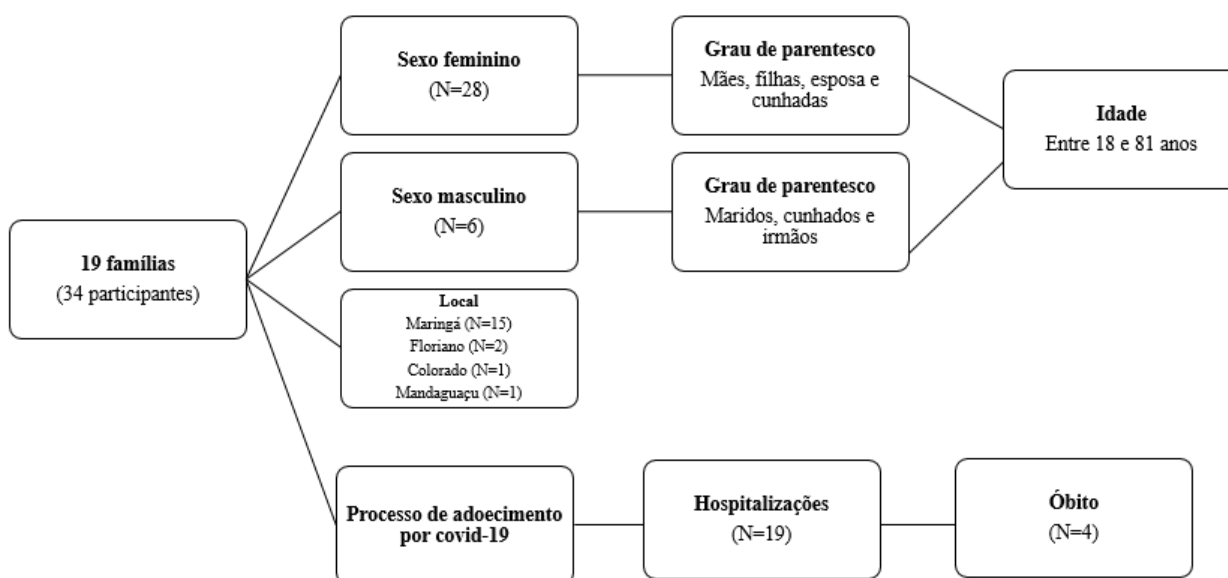 19 famílias
(34 participantes)
Sexo feminino
(N=28)
Grau de parentesco
Mães, filhas, esposa e
cunhadas
Idade
Entre 18 e 81 anos
Sexo masculino
(N=6)
Grau de parentesco
Maridos, cunhados e
irmãos
Local
Maringá (N=15)
Floriano (N=2)
Colorado (N=1)
Mandaguaçu (N=1)
Processo de adoecimento
por covid-19
Hospitalizações
(N=19)
Óbito
(N=4)